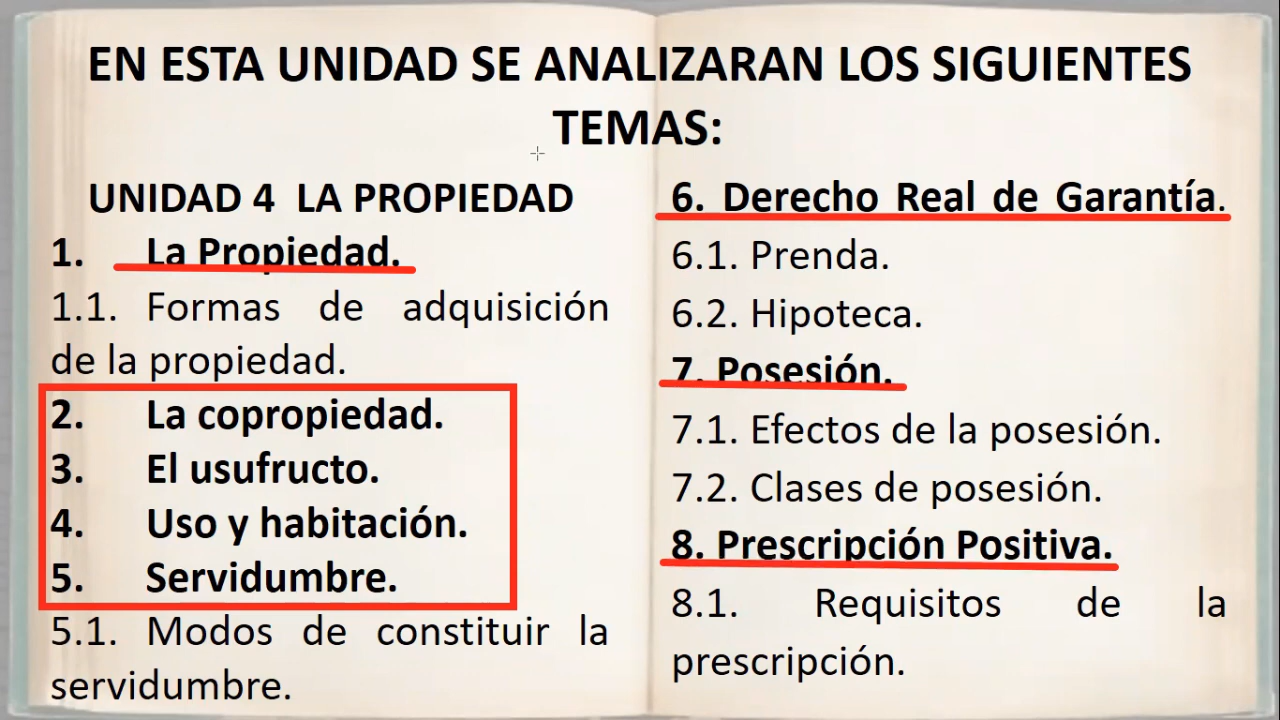 EN ESTA UNIDAD SE ANALIZARAN LOS SIGUIENTES
TEMAS:
UNIDAD 4 LA PROPIEDAD
1. La Propiedad.
1.1. Formas de adquisición
de la propiedad.
2. La copropiedad.
3. El usufructo.
4. Uso y habitación.
5. Servidumbre.
5.1. Modos de constituir la
servidumbre.
6. Derecho Real de Garantía.
6.1. Prenda.
6.2. Hipoteca.
7. Posesión.
7.1. Efectos de la posesión.
7.2. Clases de posesión.
8. Prescripción Positiva.
8.1. Requisitos de la
prescripción.